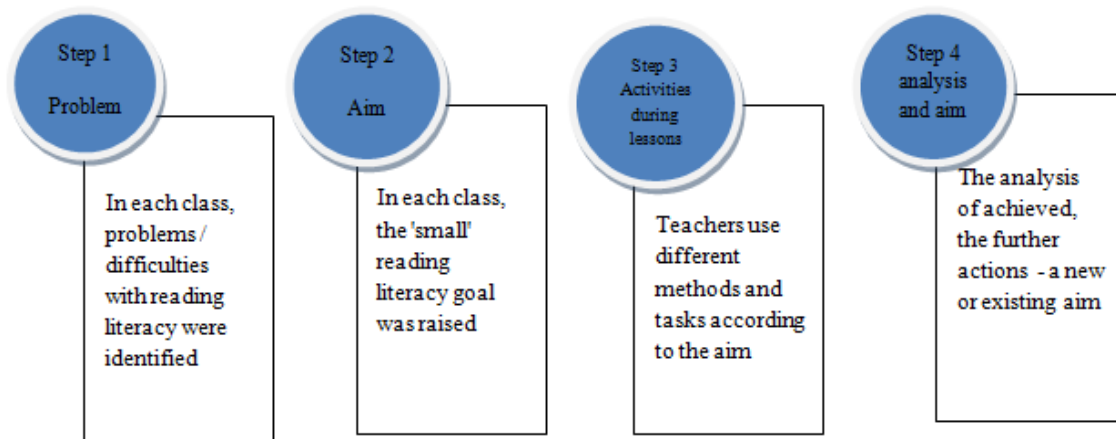 Step 1
Problem
In each class,
problems /
difficulties
with reading
literacy were
identified
Step 2
Aim
In each class,
the 'small'
reading
literacy goal
was raised
Step 3
Activities
during
lessons
Teachers use
different
methods and
tasks according
to the aim
Step 4
analysis
and aim
The analysis
of achieved,
the further
actions - a new
or existing aim